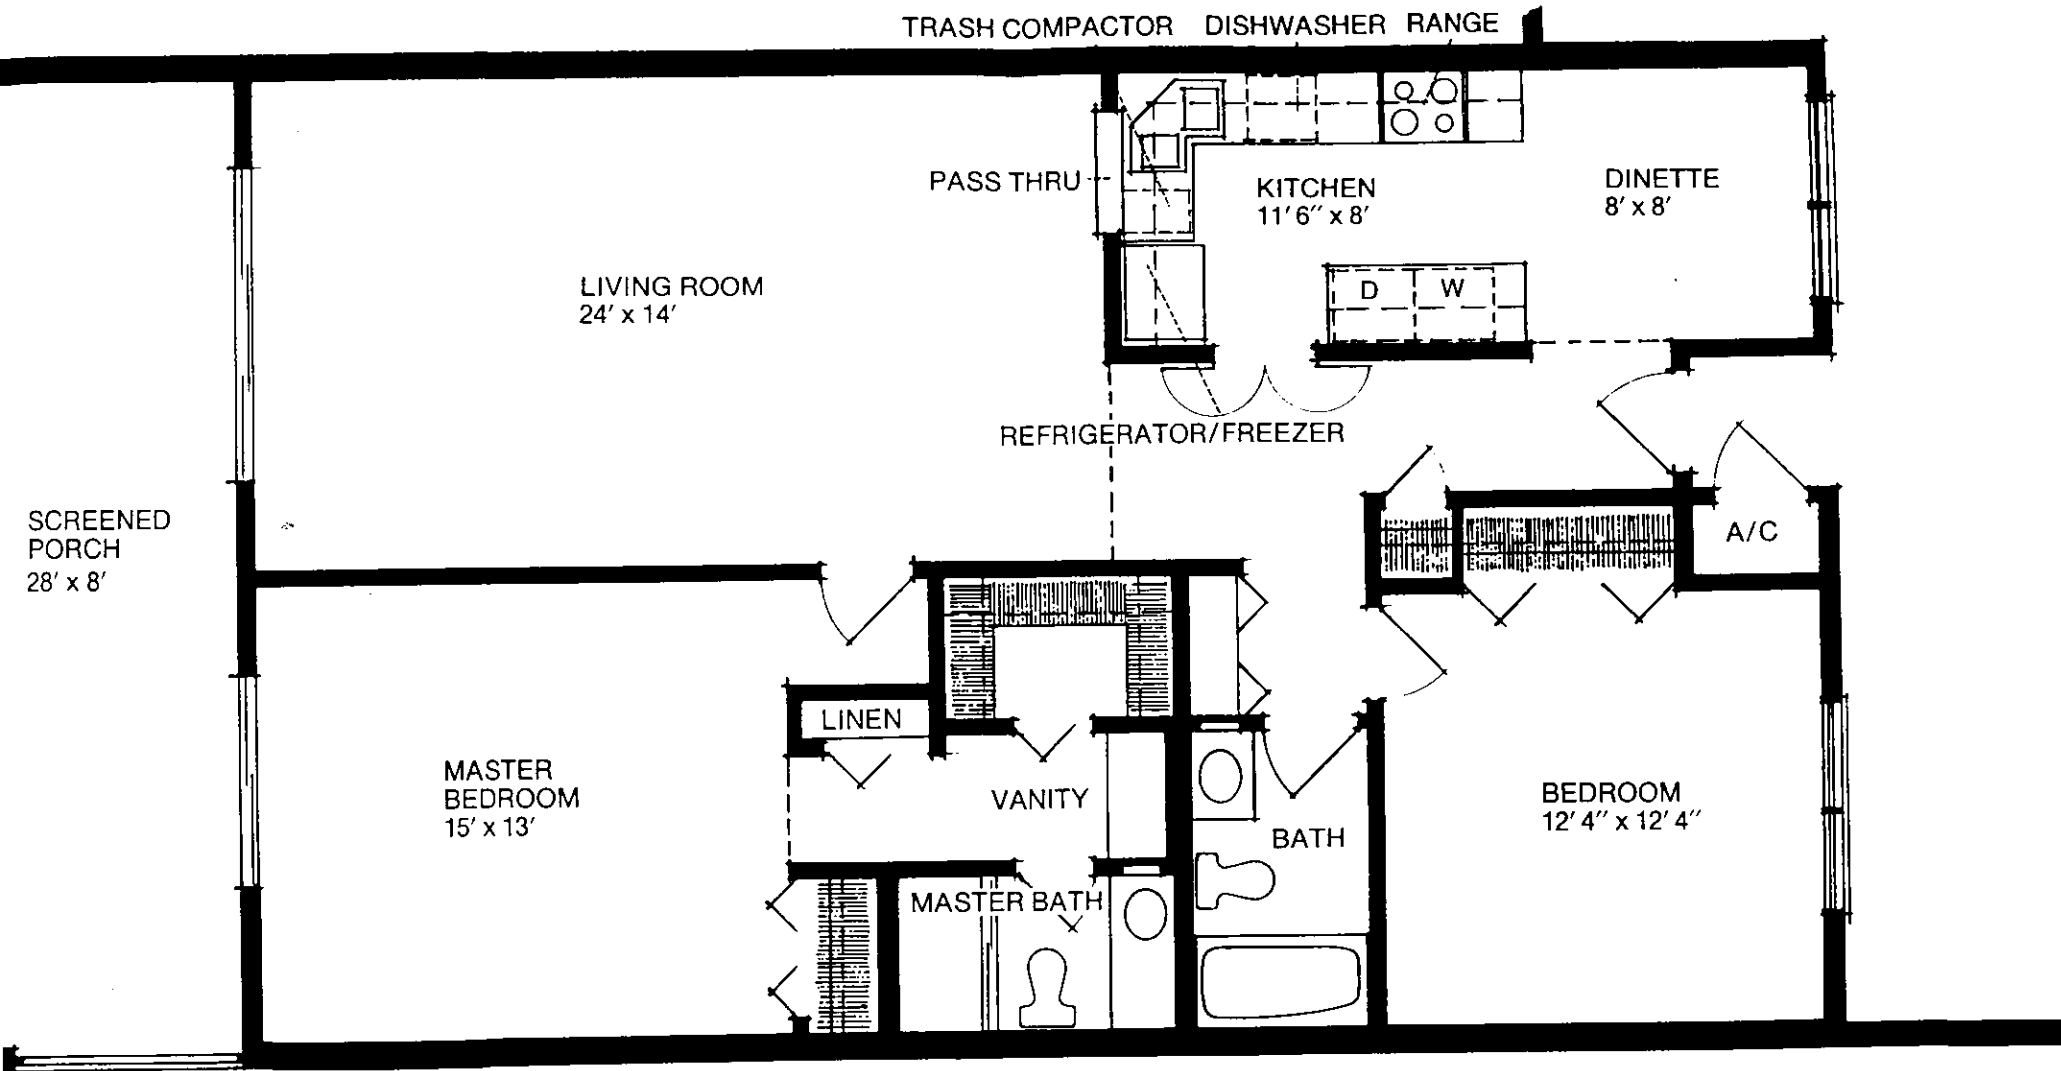 TRASH COMPACTOR DISHWASHER RANGE
PASS THRU
KITCHEN
11' 6" x 8'
DINETTE
8' x 8'
LIVING ROOM
24' x 14'
D W
REFRIGERATOR/FREEZER
SCREENED
PORCH
28' x 8'
A/C
LINEN
MASTER
BEDROOM
15' x 13'
VANITY
BATH
BEDROOM
12' 4" x 12' 4"
MASTER BATH